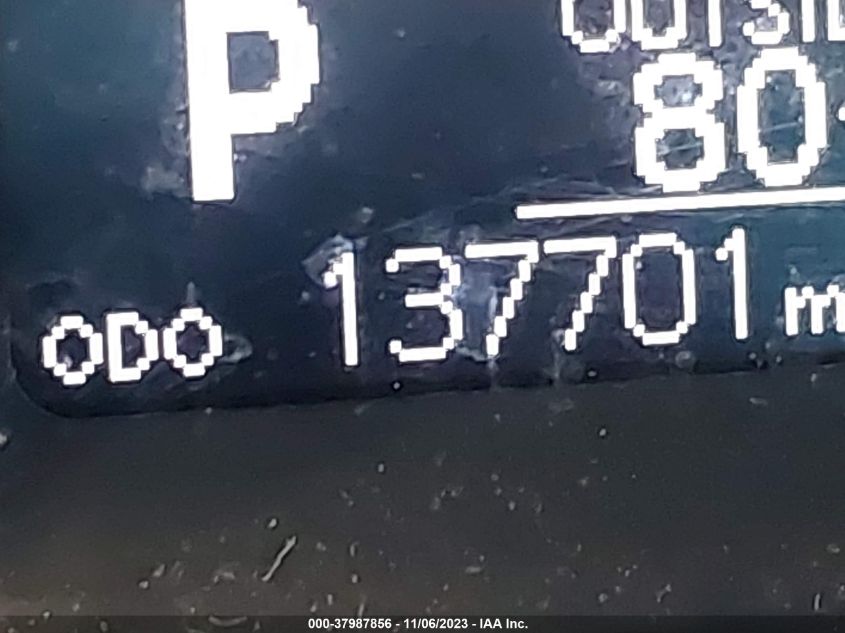 P
80
ODO 137701 m
000-37987856 - 11/06/2023 - IAA Inc.